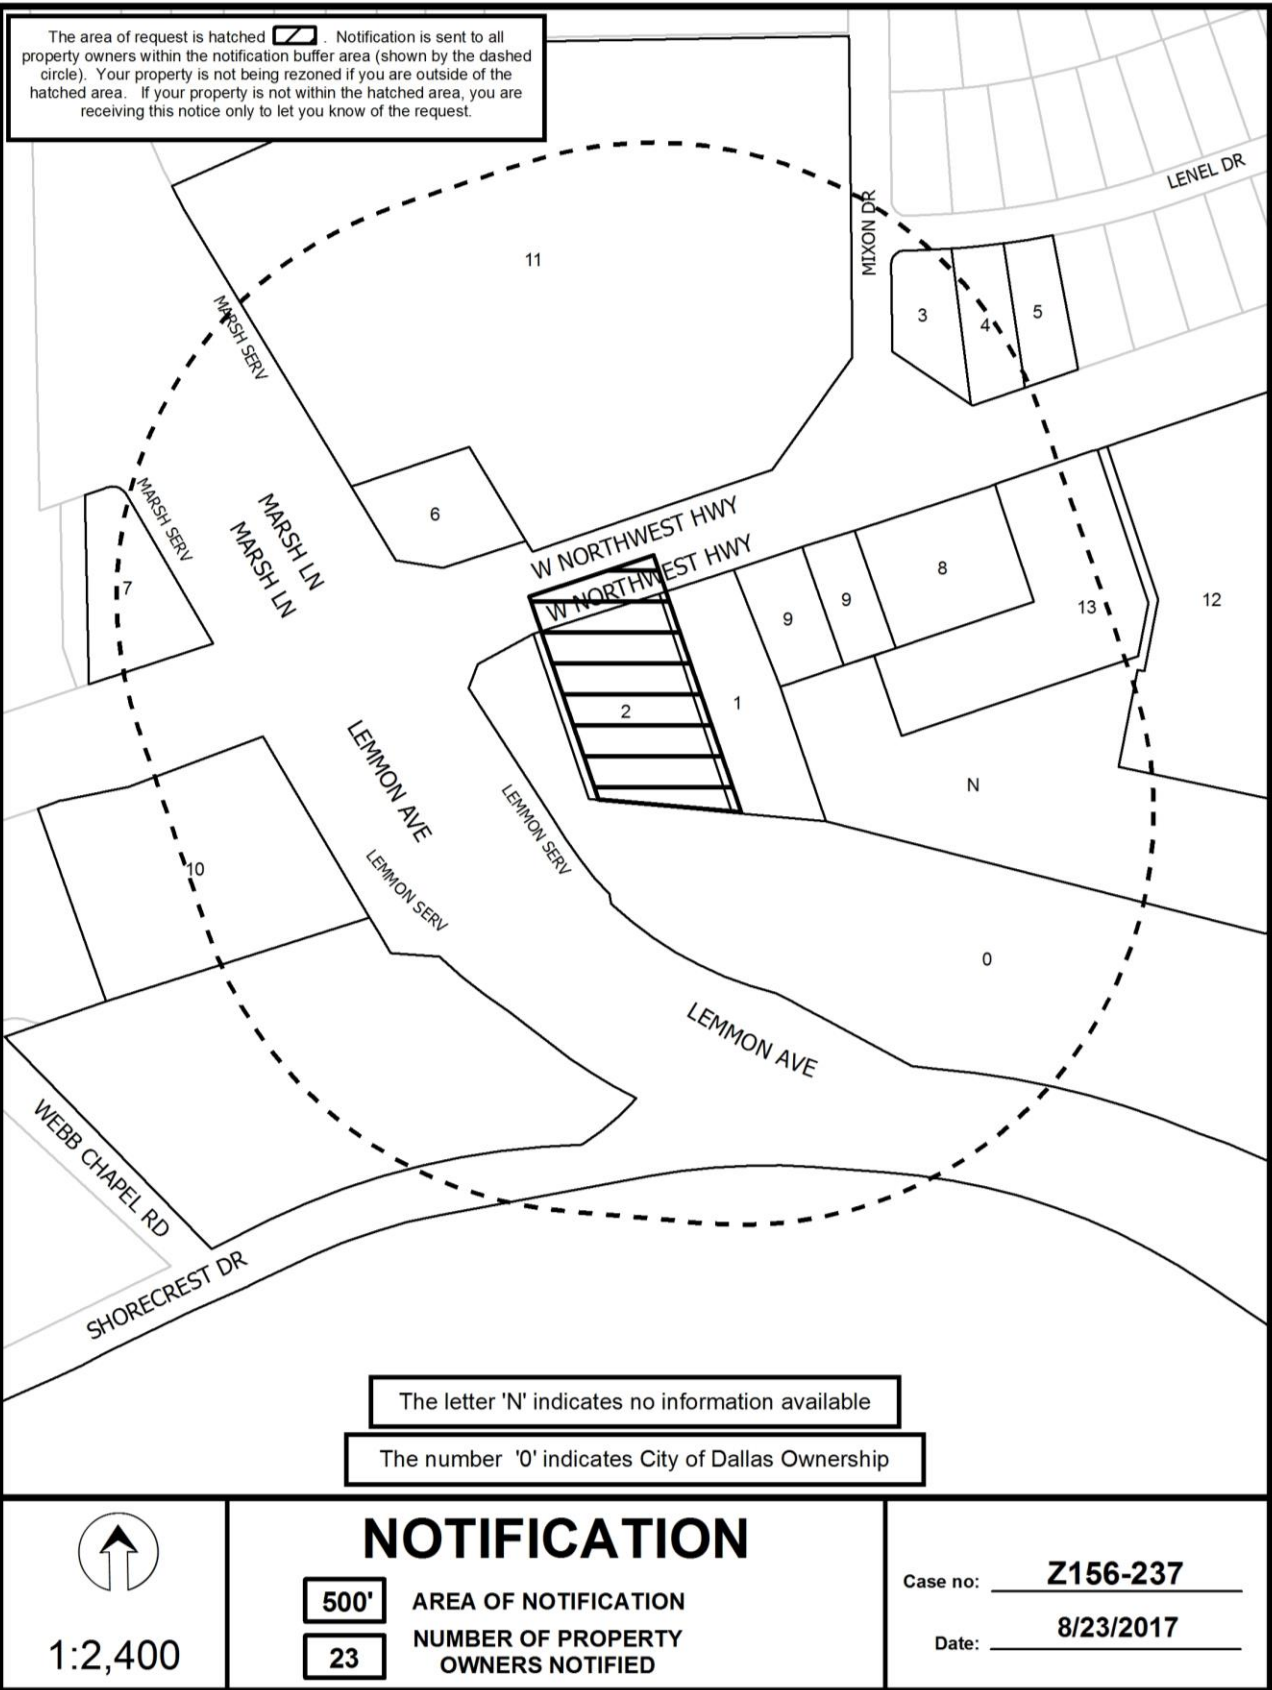 The area of request is hatched . Notification is sent to all
property owners within the notification buffer area (shown by the dashed
circle). Your property is not being rezoned if you are outside of the
hatched area. If your property is not within the hatched area, you are
receiving this notice only to let you know of the request.
LENEL DR
MIXON DR
11
3
4
5
MARSH SERV
MARSH SERV
MARSH LN
MARSH LN
6
7
W NORTHWEST HWY
W NORTHWEST HWY
8
9
9
13
12
1
2
LEMMON AVE
LEMMON SERV
LEMMON SERV
N
10
0
LEMMON AVE
WEBB CHAPEL RD
SHORECREST DR
The letter 'N' indicates no information available
The number '0' indicates City of Dallas Ownership
1:2,400
NOTIFICATION
500' AREA OF NOTIFICATION
23 NUMBER OF PROPERTY
OWNERS NOTIFIED
Case no: Z156-237
Date: 8/23/2017